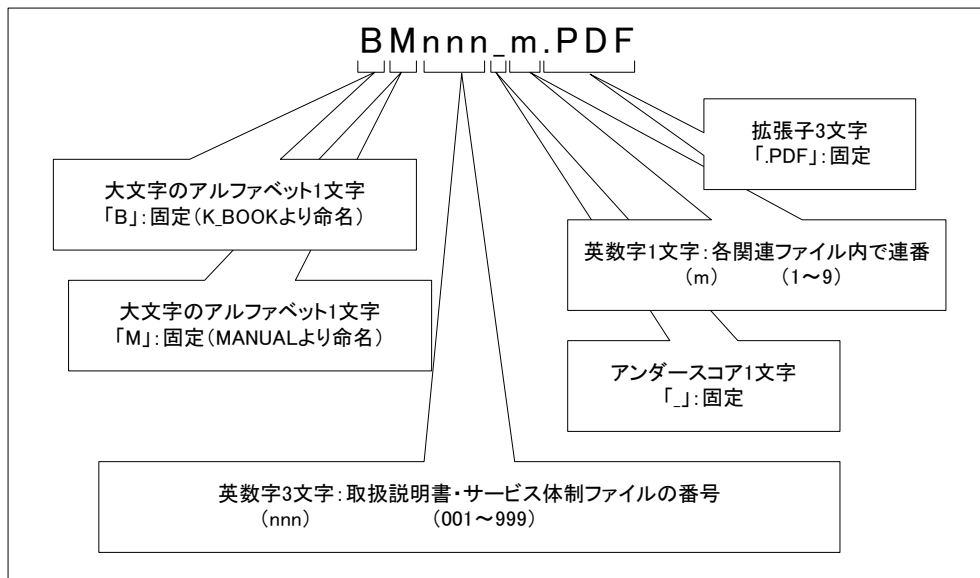 BMnnn_m.PDF
拡張子3文字
「.PDF」:固定
大文字のアルファベット1文字
「B」:固定(K_BOOKより命名)
英数字1文字:各関連ファイル内で連番
(m) (1～9)
大文字のアルファベット1文字
「M」:固定(MANUALより命名)
アンダースコア1文字
「_」:固定
英数字3文字:取扱説明書・サービス体制ファイルの番号
(nnn) (001～999)